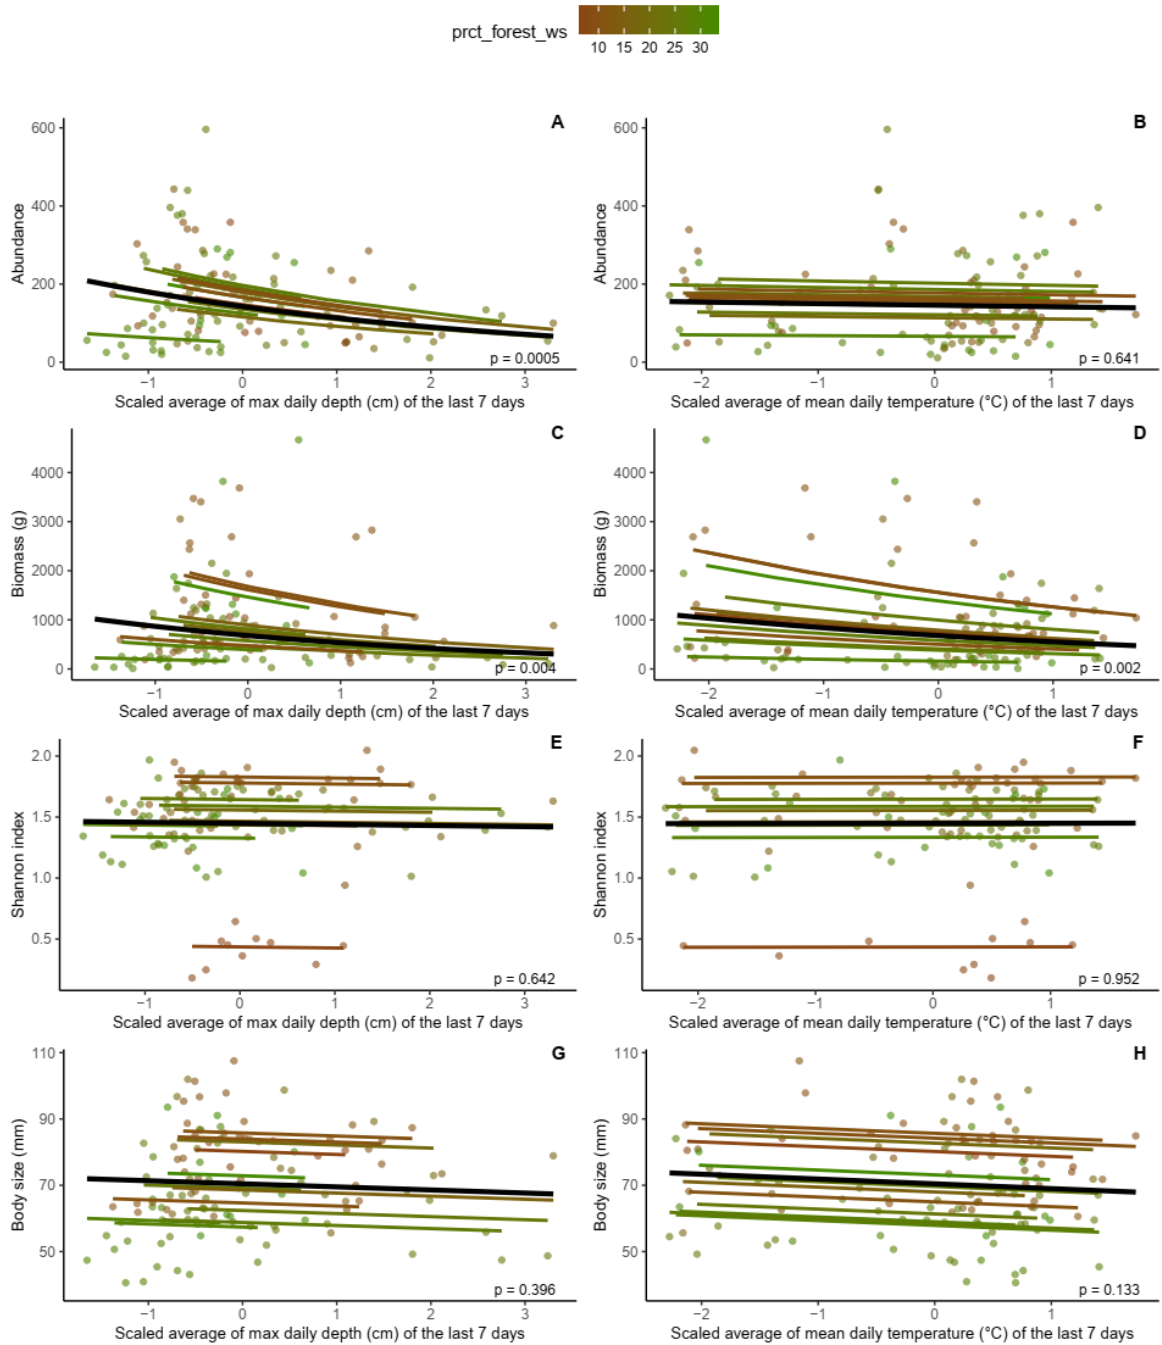 prct_forest_ws
10 15 20 25 30
A
600
400
200
0
Abundance
p = 0.0005
−1 0 1 2 3
Scaled average of max daily depth (cm) of the last 7 days
B
600
400
200
0
Abundance
p = 0.641
−2 −1 0 1
Scaled average of mean daily temperature (°C) of the last 7 days
C
4000
3000
2000
1000
0
Biomass (g)
p = 0.004
−1 0 1 2 3
Scaled average of max daily depth (cm) of the last 7 days
D
4000
3000
2000
1000
0
Biomass (g)
p = 0.002
−2 −1 0 1
Scaled average of mean daily temperature (°C) of the last 7 days
E
2.0
1.5
1.0
0.5
Shannon index
p = 0.642
−1 0 1 2 3
Scaled average of max daily depth (cm) of the last 7 days
F
2.0
1.5
1.0
0.5
Shannon index
p = 0.952
−2 −1 0 1
Scaled average of mean daily temperature (°C) of the last 7 days
G
110
90
70
50
Body size (mm)
p = 0.396
−1 0 1 2 3
Scaled average of max daily depth (cm) of the last 7 days
H
110
90
70
50
Body size (mm)
p = 0.133
−2 −1 0 1
Scaled average of mean daily temperature (°C) of the last 7 days